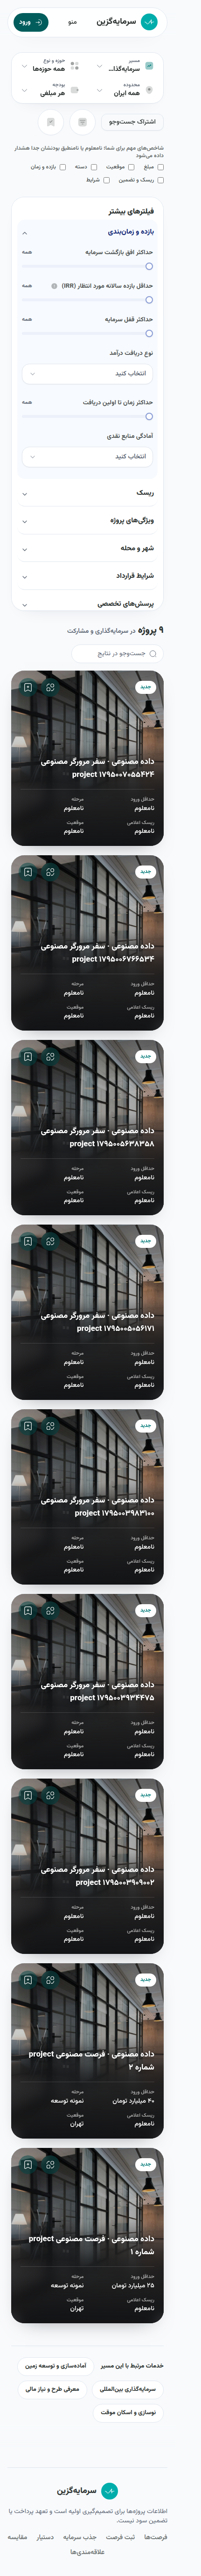 سرمایه‌گزین
منو
ورود
مسیر
سرمایه‌گذا...
حوزه و نوع
همه حوزه‌ها
محدوده
همه ایران
بودجه
هر مبلغی
اشتراک جست‌وجو
شاخص‌های مهم برای شما؛ نامعلوم یا نامنطبق بودنشان جدا هشدار
داده می‌شود
مبلغ
موقعیت
دسته
بازده و زمان
ریسک و تضمین
شرایط
فیلترهای بیشتر
بازده و زمان‌بندی
حداکثر افق بازگشت سرمایه
همه
حداقل بازده سالانه مورد انتظار (IRR)
همه
حداکثر قفل سرمایه
همه
نوع دریافت درآمد
انتخاب کنید
حداکثر زمان تا اولین دریافت
همه
آمادگی منابع نقدی
انتخاب کنید
ریسک
ویژگی‌های پروژه
شهر و محله
شرایط قرارداد
پرسش‌های تخصصی
۹ پروژه در سرمایه‌گذاری و مشارکت
جست‌وجو در نتایج
جدید
داده مصنوعی - سفر مرورگر مصنوعی
project ۱۷۹۵۰۰۷۰۵۵۴۲۴
حداقل ورود
نامعلوم
مرحله
نامعلوم
ریسک اعلامی
نامعلوم
موقعیت
نامعلوم
جدید
داده مصنوعی - سفر مرورگر مصنوعی
project ۱۷۹۵۰۰۶۷۶۶۵۳۴
حداقل ورود
نامعلوم
مرحله
نامعلوم
ریسک اعلامی
نامعلوم
موقعیت
نامعلوم
جدید
داده مصنوعی - سفر مرورگر مصنوعی
project ۱۷۹۵۰۰۵۶۳۸۳۵۸
حداقل ورود
نامعلوم
مرحله
نامعلوم
ریسک اعلامی
نامعلوم
موقعیت
نامعلوم
جدید
داده مصنوعی - سفر مرورگر مصنوعی
project ۱۷۹۵۰۰۵۰۵۶۱۷۱
حداقل ورود
نامعلوم
مرحله
نامعلوم
ریسک اعلامی
نامعلوم
موقعیت
نامعلوم
جدید
داده مصنوعی - سفر مرورگر مصنوعی
project ۱۷۹۵۰۰۳۹۸۳۱۰۰
حداقل ورود
نامعلوم
مرحله
نامعلوم
ریسک اعلامی
نامعلوم
موقعیت
نامعلوم
جدید
داده مصنوعی - سفر مرورگر مصنوعی
project ۱۷۹۵۰۰۳۹۳۴۴۷۵
حداقل ورود
نامعلوم
مرحله
نامعلوم
ریسک اعلامی
نامعلوم
موقعیت
نامعلوم
جدید
داده مصنوعی - سفر مرورگر مصنوعی
project ۱۷۹۵۰۰۳۹۰۹۰۰۲
حداقل ورود
نامعلوم
مرحله
نامعلوم
ریسک اعلامی
نامعلوم
موقعیت
نامعلوم
جدید
داده مصنوعی - فرصت مصنوعی project
شماره ۲
حداقل ورود
۴۰ میلیارد تومان
مرحله
نمونه توسعه
ریسک اعلامی
نامعلوم
موقعیت
تهران
جدید
داده مصنوعی - فرصت مصنوعی project
شماره ۱
حداقل ورود
۲۵ میلیارد تومان
مرحله
نمونه توسعه
ریسک اعلامی
نامعلوم
موقعیت
تهران
خدمات مرتبط با این مسیر
آماده‌سازی و توسعه زمین
سرمایه‌گذاری بین‌المللی
معرفی طرح و نیاز مالی
نوسازی و اسکان موقت
سرمایه‌گزین
اطلاعات پروژه‌ها برای تصمیم‌گیری اولیه است و تعهد پرداخت یا
تضمین سود نیست.
فرصت‌ها
ثبت فرصت
جذب سرمایه
دستیار
مقایسه
علاقه‌مندی‌ها